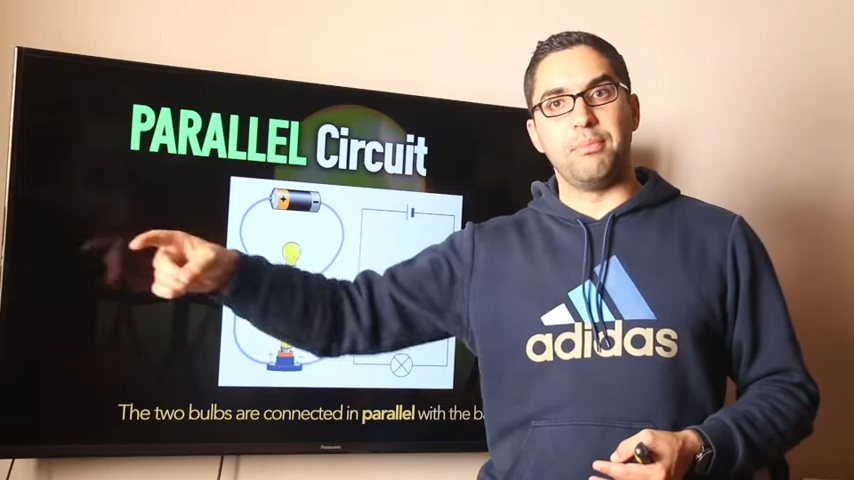 PARALLEL Circuit
adidas
The two bulbs are connected in parallel with the
Panasonic